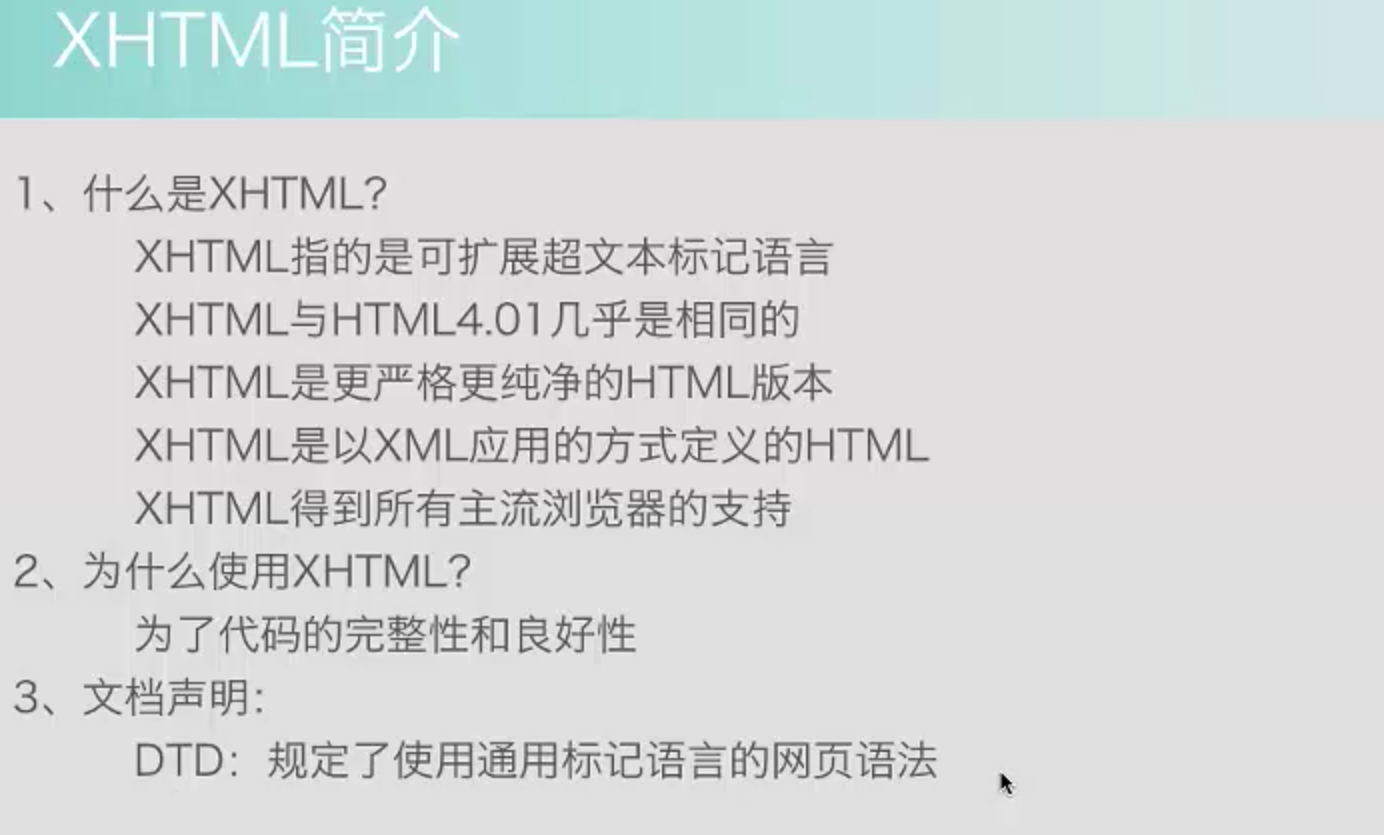 XHTML简介
1、什么是XHTML?
XHTML指的是可扩展超文本标记语言
XHTML与HTML4.01几乎是相同的
XHTML是更严格更纯净的HTML版本
XHTML是以XML应用的方式定义的HTML
XHTML得到所有主流浏览器的支持
2、为什么使用XHTML?
为了代码的完整性和良好性
3、文档声明:
DTD：规定了使用通用标记语言的网页语法